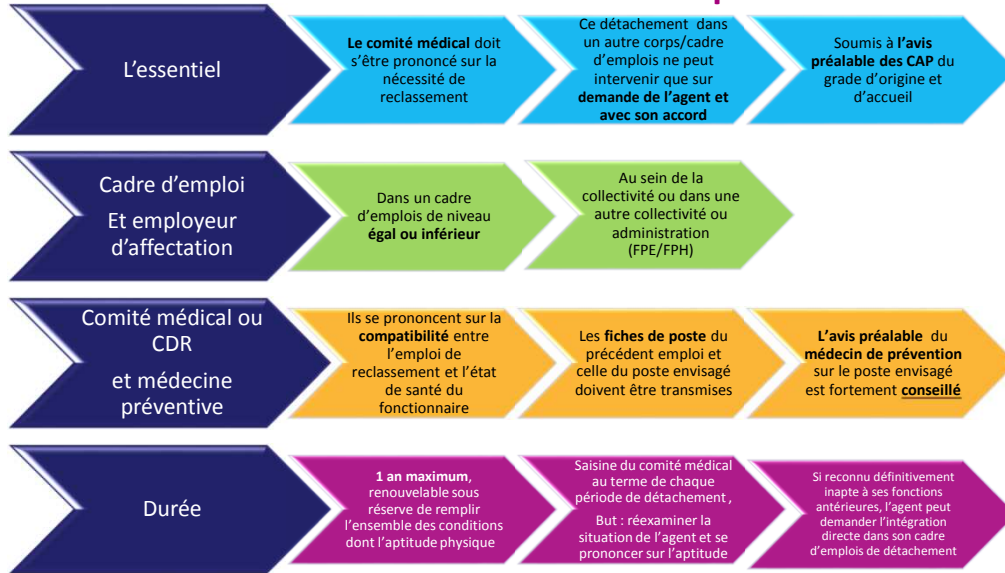 L'essentiel
Le comité médical doit
s'être prononcé sur la
nécessité de
reclassement
Ce détachement dans
un autre corps/cadre
d'emplois ne peut
intervenir que sur
demande de l'agent et
avec son accord
Soumis à l'avis
préalable des CAP du
grade d'origine et
d'accueil
Cadre d'emploi
Et employeur
d'affectation
Dans un cadre
d'emplois de niveau
égal ou inférieur
Au sein de la
collectivité ou dans une
autre collectivité ou
administration
(FPE/FPH)
Comité médical ou
CDR
et médecine
préventive
Ils se prononcent sur la
compatibilité entre
l'emploi de
reclassement et l'état
de santé du
fonctionnaire
Les fiches de poste du
précédent emploi et
celle du poste envisagé
doivent être transmises
L'avis préalable du
médecin de prévention
sur le poste envisagé
est fortement conseillé
Durée
1 an maximum,
renouvelable sous
réserve de remplir
l'ensemble des conditions
dont l'aptitude physique
Saisine du comité médical
au terme de chaque
période de détachement ,
But : réexaminer la
situation de l'agent et se
prononcer sur l'aptitude
Si reconnu définitivement
inapte à ses fonctions
antérieures, l'agent peut
demander l'intégration
directe dans son cadre
d'emplois de détachement